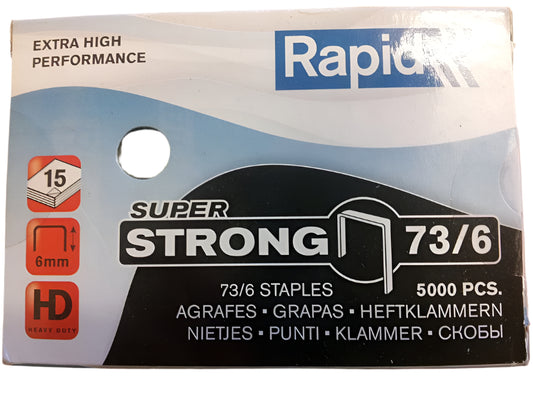 EXTRA HIGH
PERFORMANCE
Rapid
15
6mm
HD
HEAVY DUTY
SUPER
STRONG 73/6
73/6 STAPLES 5000 PCS.
AGRAFES • GRAPAS • HEFTKLAMMERN
NIETJES • PUNTI • KLAMMER • СКОБЫ